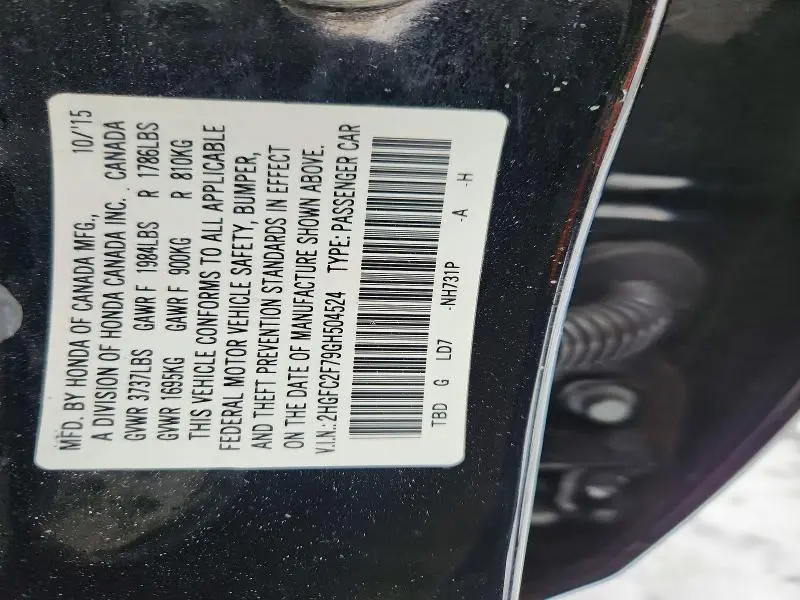 MFD. BY HONDA OF CANADA MFG., 10/'15
A DIVISION OF HONDA CANADA INC. CANADA
GVWR 3737LBS GAWR F 1984LBS R 1786LBS
GVWR 1695KG GAWR F 900KG R 810KG
THIS VEHICLE CONFORMS TO ALL APPLICABLE
FEDERAL MOTOR VEHICLE SAFETY, BUMPER,
AND THEFT PREVENTION STANDARDS IN EFFECT
ON THE DATE OF MANUFACTURE SHOWN ABOVE.
V.I.N.: 2HGFC2F79GH504524 TYPE: PASSENGER CAR
TBD G LD7 -NH731P -A -H